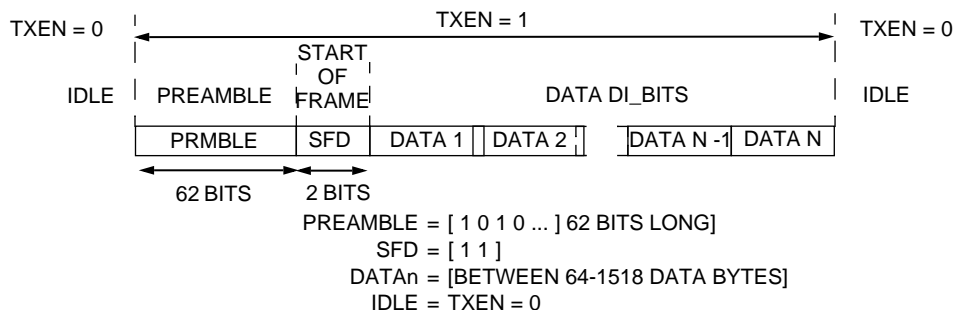 TXEN = 0
TXEN = 1
TXEN = 0
START
OF
IDLE PREAMBLE FRAME DATA DI_BITS IDLE
PRMBLE SFD DATA 1 DATA 2 DATA N -1 DATA N
62 BITS 2 BITS
PREAMBLE = [ 1 0 1 0 ... ] 62 BITS LONG]
SFD = [ 1 1 ]
DATAn = [BETWEEN 64-1518 DATA BYTES]
IDLE = TXEN = 0